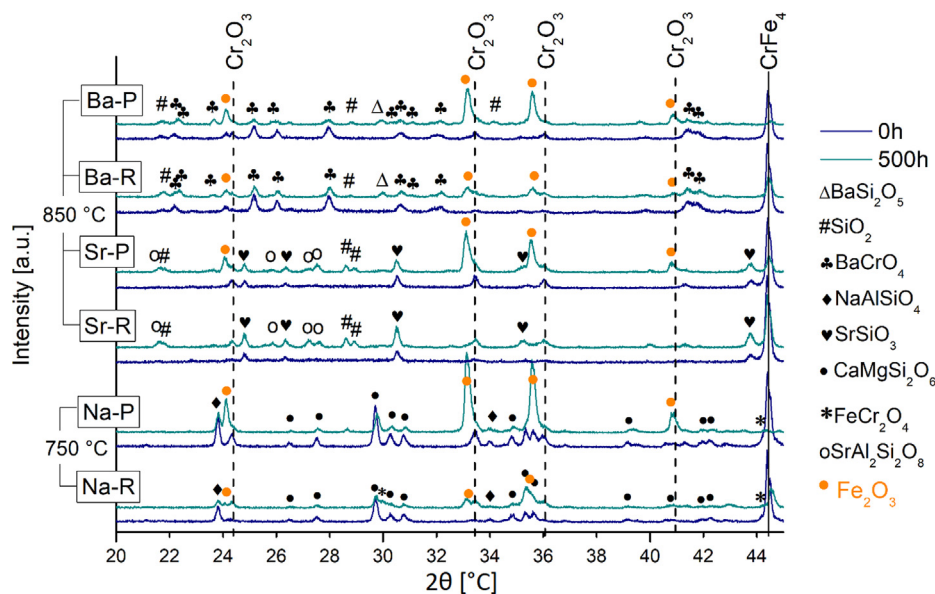 Cr₂O₃
Cr₂O₃
Cr₂O₃
Cr₂O₃
CrFe₄
Ba-P
Ba-R
850 °C
Sr-P
Sr-R
Na-P
750 °C
Na-R
Intensity [a.u.]
# # #
# #
o# o o o # #
o# o o o # #
* *
*
20 22 24 26 28 30 32 34 36 38 40 42 44
2θ [°C]
0h
500h
ΔBaSi₂O₅
#SiO₂
♣BaCrO₄
♦NaAlSiO₄
♥SrSiO₃
•CaMgSi₂O₆
*FeCr₂O₄
oSrAl₂Si₂O₈
● Fe₂O₃